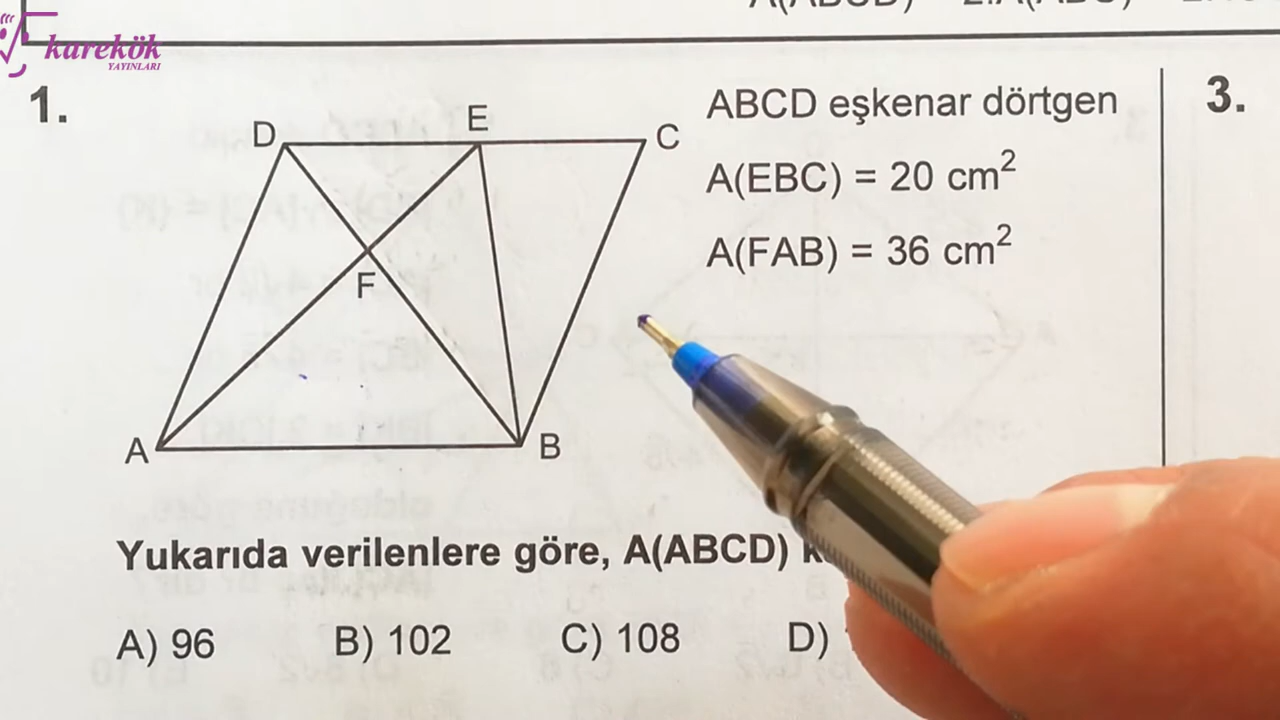 karekök
YAYINLARI
1.
D
E
C
F
A
B
ABCD eşkenar dörtgen
A(EBC) = 20 cm²
A(FAB) = 36 cm²
3.
Yukarıda verilenlere göre, A(ABCD)
A) 96 B) 102 C) 108 D)